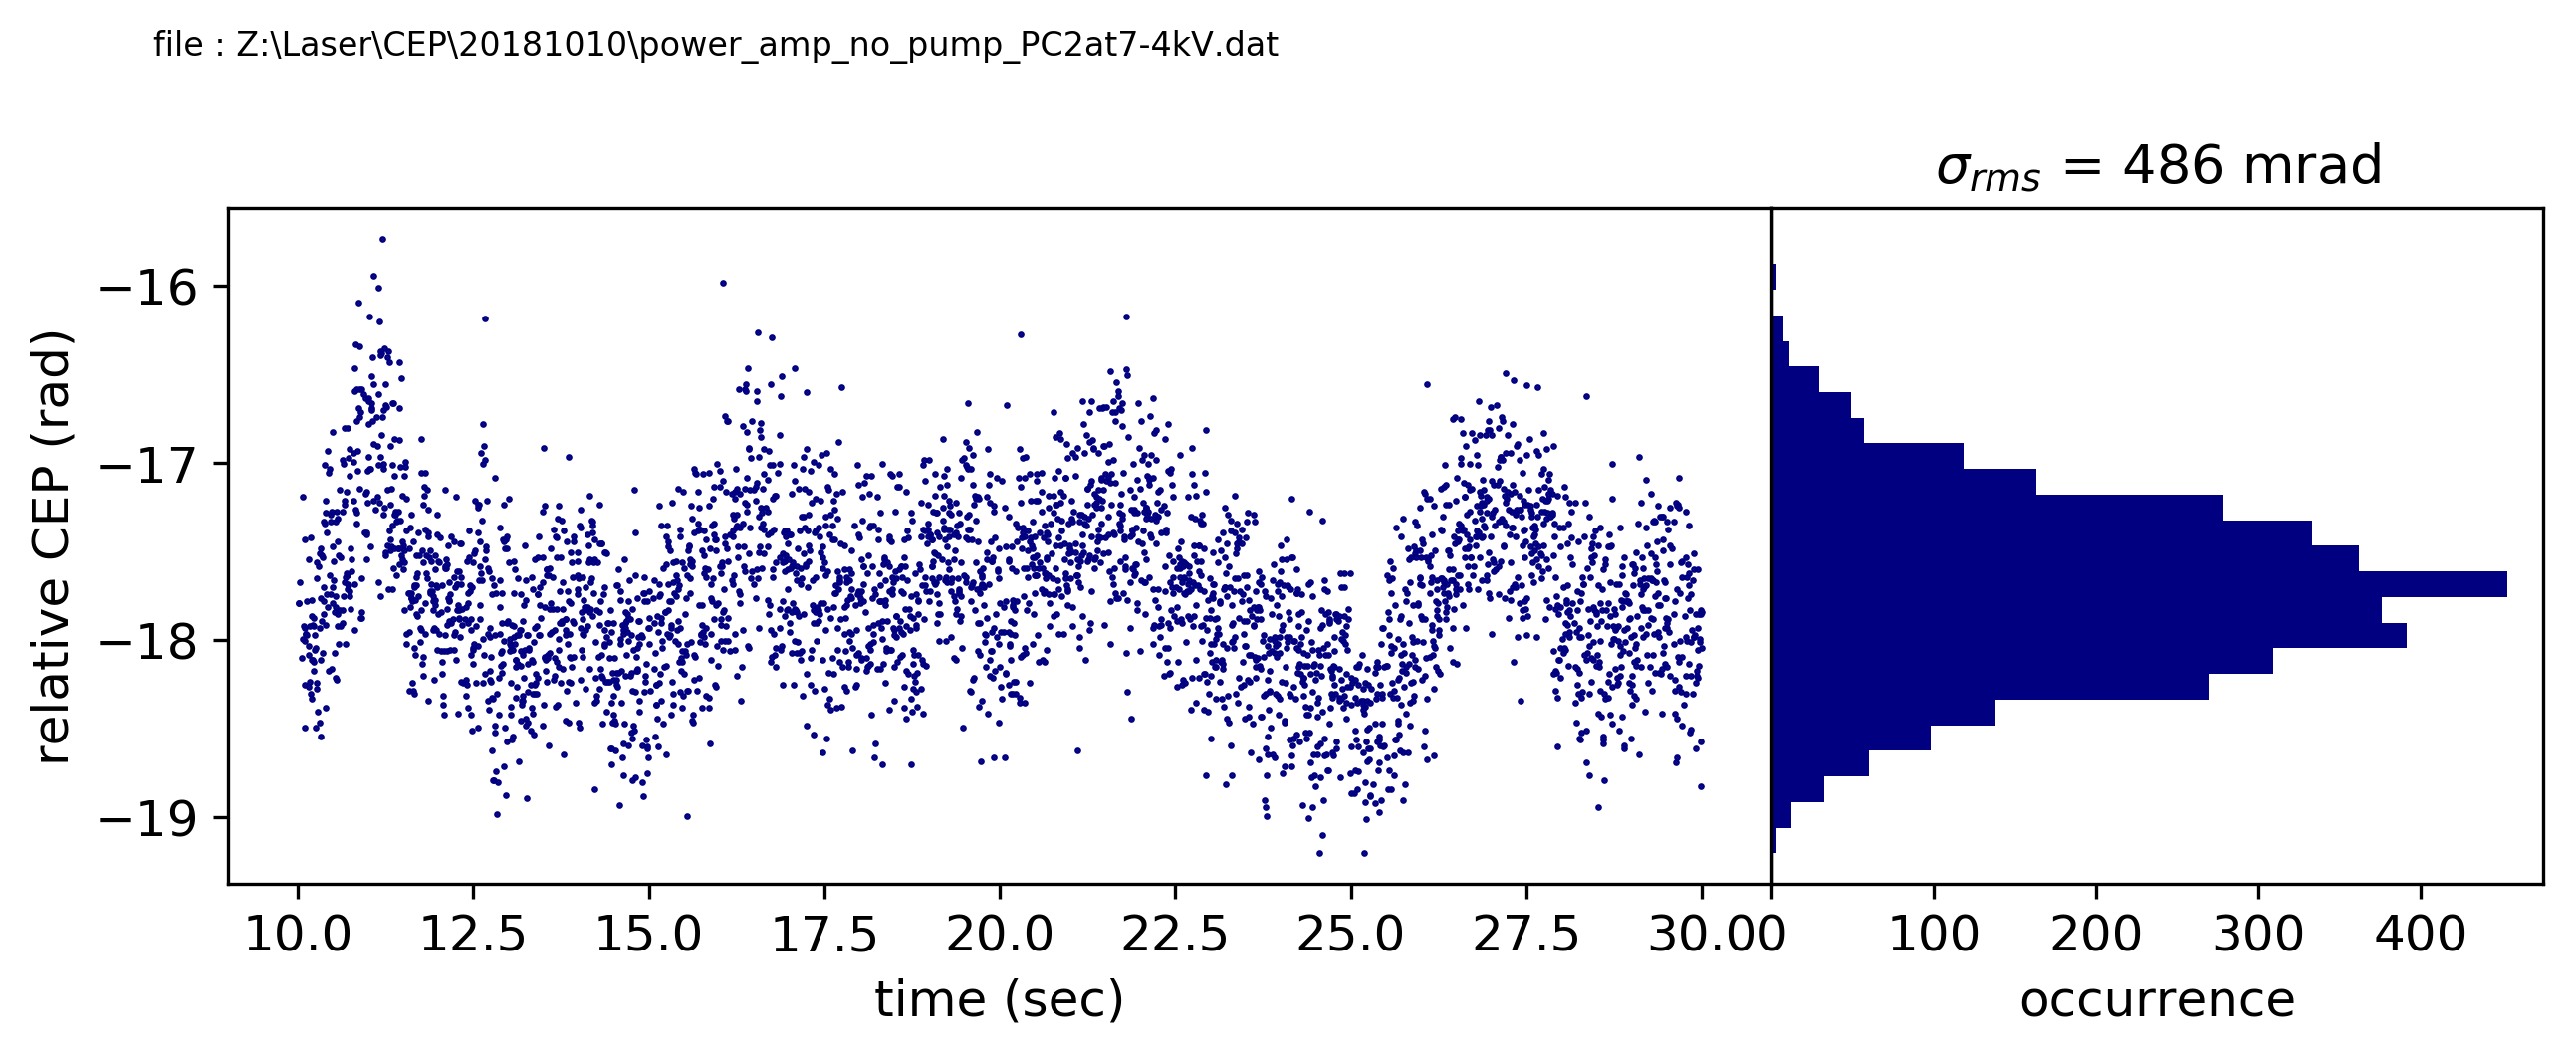 file : Z:\Laser\CEP\20181010\power_amp_no_pump_PC2at7-4kV.dat
σrms = 486 mrad
relative CEP (rad)
−16
−17
−18
−19
10.0 12.5 15.0 17.5 20.0 22.5 25.0 27.5 30.0 0 100 200 300 400
time (sec) occurrence